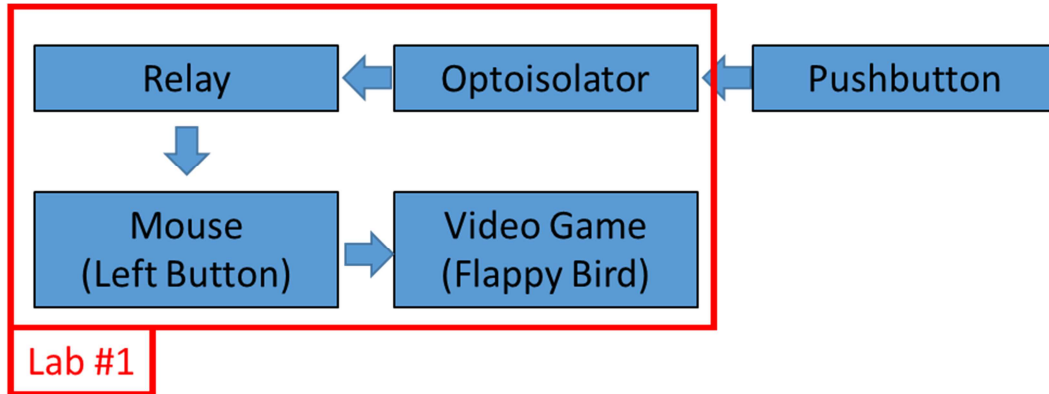 Relay
Optoisolator
Pushbutton
Mouse
(Left Button)
Video Game
(Flappy Bird)
Lab #1